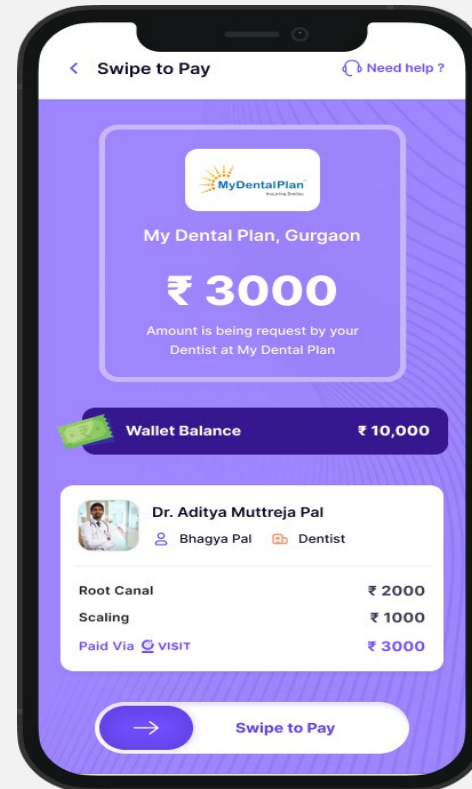 Swipe to Pay
Need help ?
MyDentalPlan
Insuring Smiles
My Dental Plan, Gurgaon
₹ 3000
Amount is being request by your
Dentist at My Dental Plan
Wallet Balance ₹ 10,000
Dr. Aditya Muttreja Pal
Bhagya Pal Dentist
Root Canal ₹ 2000
Scaling ₹ 1000
Paid Via VISIT ₹ 3000
Swipe to Pay